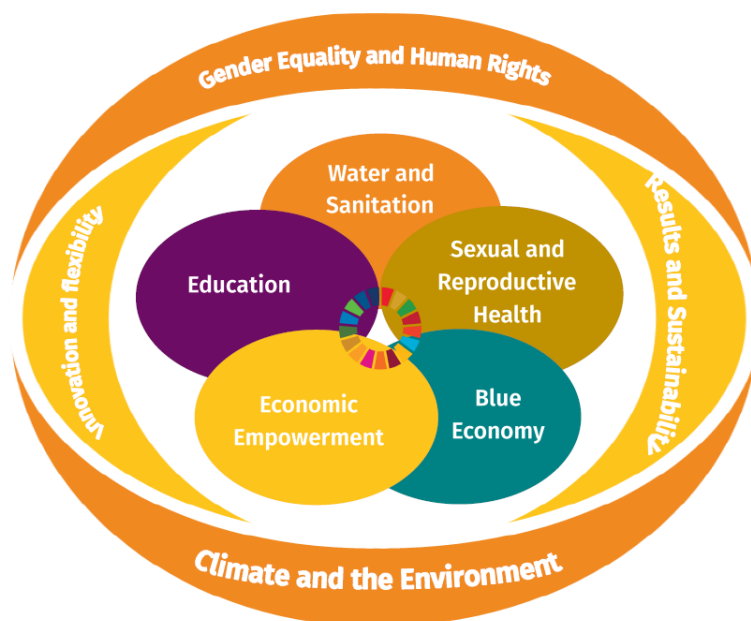 Gender Equality and Human Rights
Water and
Sanitation
Education
Sexual and
Reproductive
Health
Innovation and flexibility
Results and Sustainability
Economic
Empowerment
Blue
Economy
Climate and the Environment